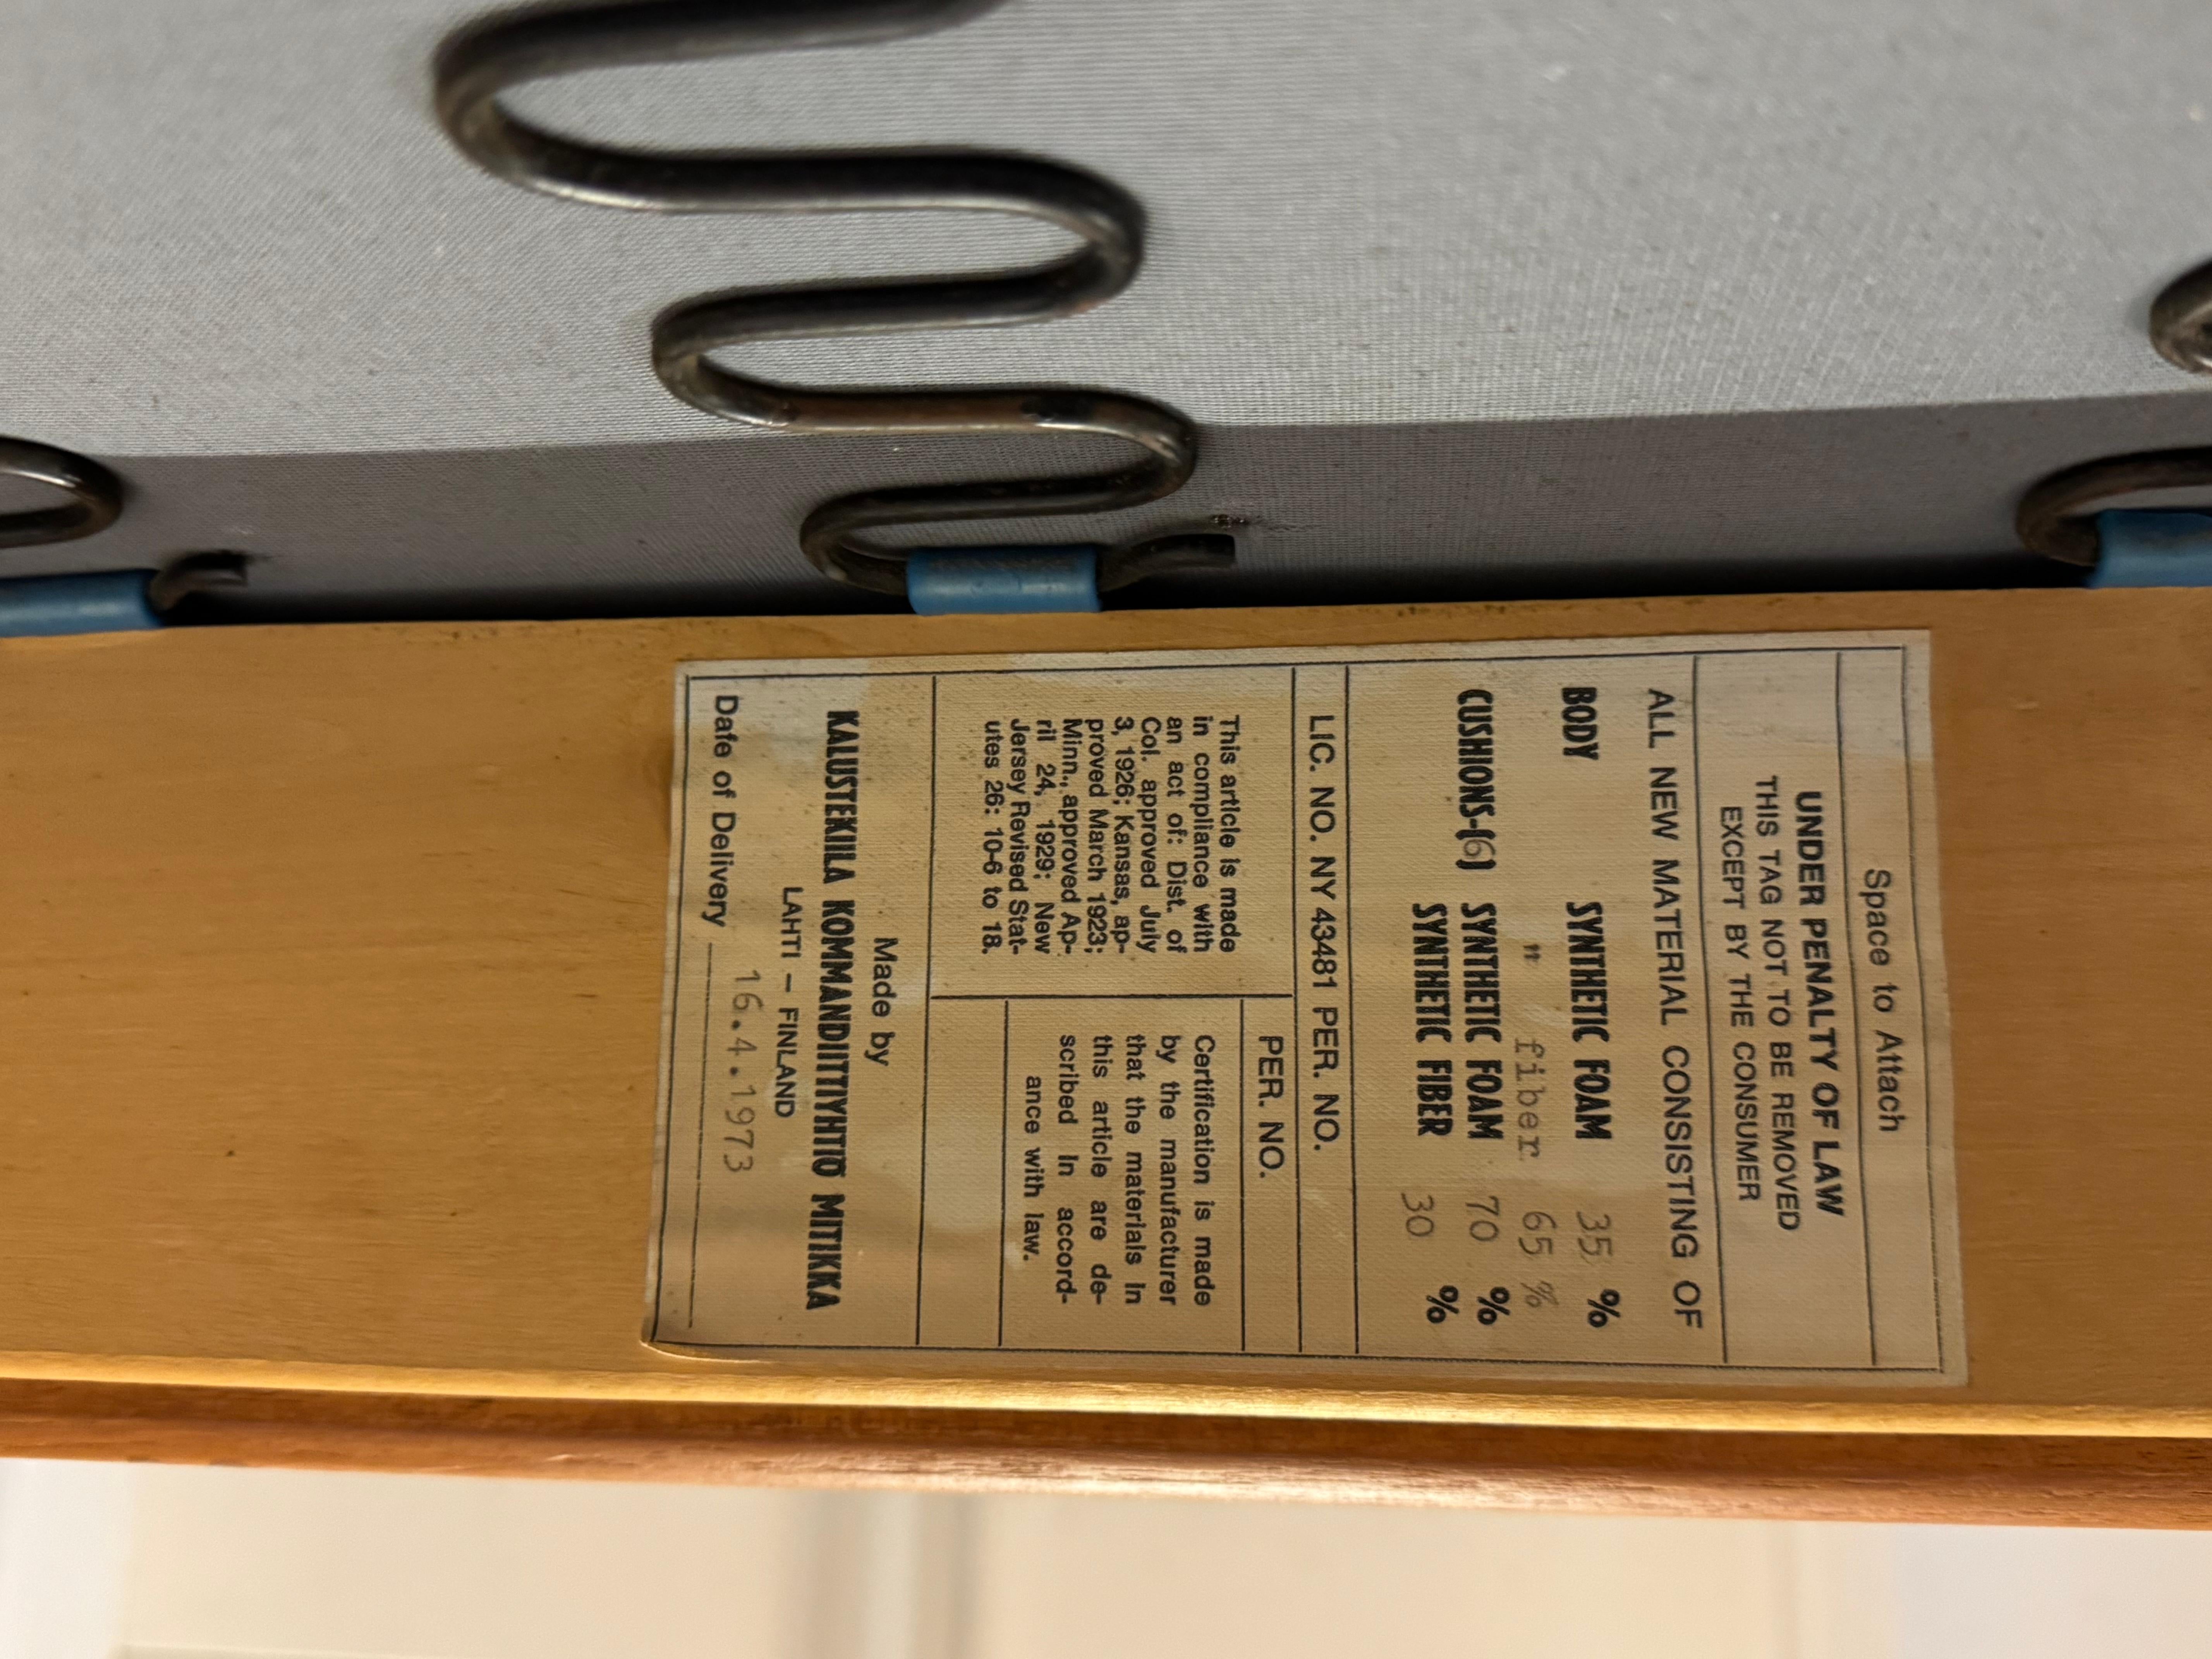 Space to Attach
UNDER PENALTY OF LAW
THIS TAG NOT TO BE REMOVED
EXCEPT BY THE CONSUMER
ALL NEW MATERIAL CONSISTING OF
BODY SYNTHETIC FOAM 35 %
" fiber 65 %
CUSHIONS-(6) SYNTHETIC FOAM 70 %
SYNTHETIC FIBER 30 %
LIC. NO. NY 43481 PER. NO.
This article is made
in compliance with
an act of: Dist. of
Col. approved July
3, 1926; Kansas, ap-
proved March 1923;
Minn., approved Ap-
ril 24, 1929; New
Jersey Revised Stat-
utes 26: 10-6 to 18.
PER. NO.
Certification is made
by the manufacturer
that the materials in
this article are de-
scribed in accord-
ance with law.
Made by
KALUSTEKIILA KOMMANDIITTIYHTIÖ MITIKKA
LAHTI – FINLAND
Date of Delivery 16.4.1973